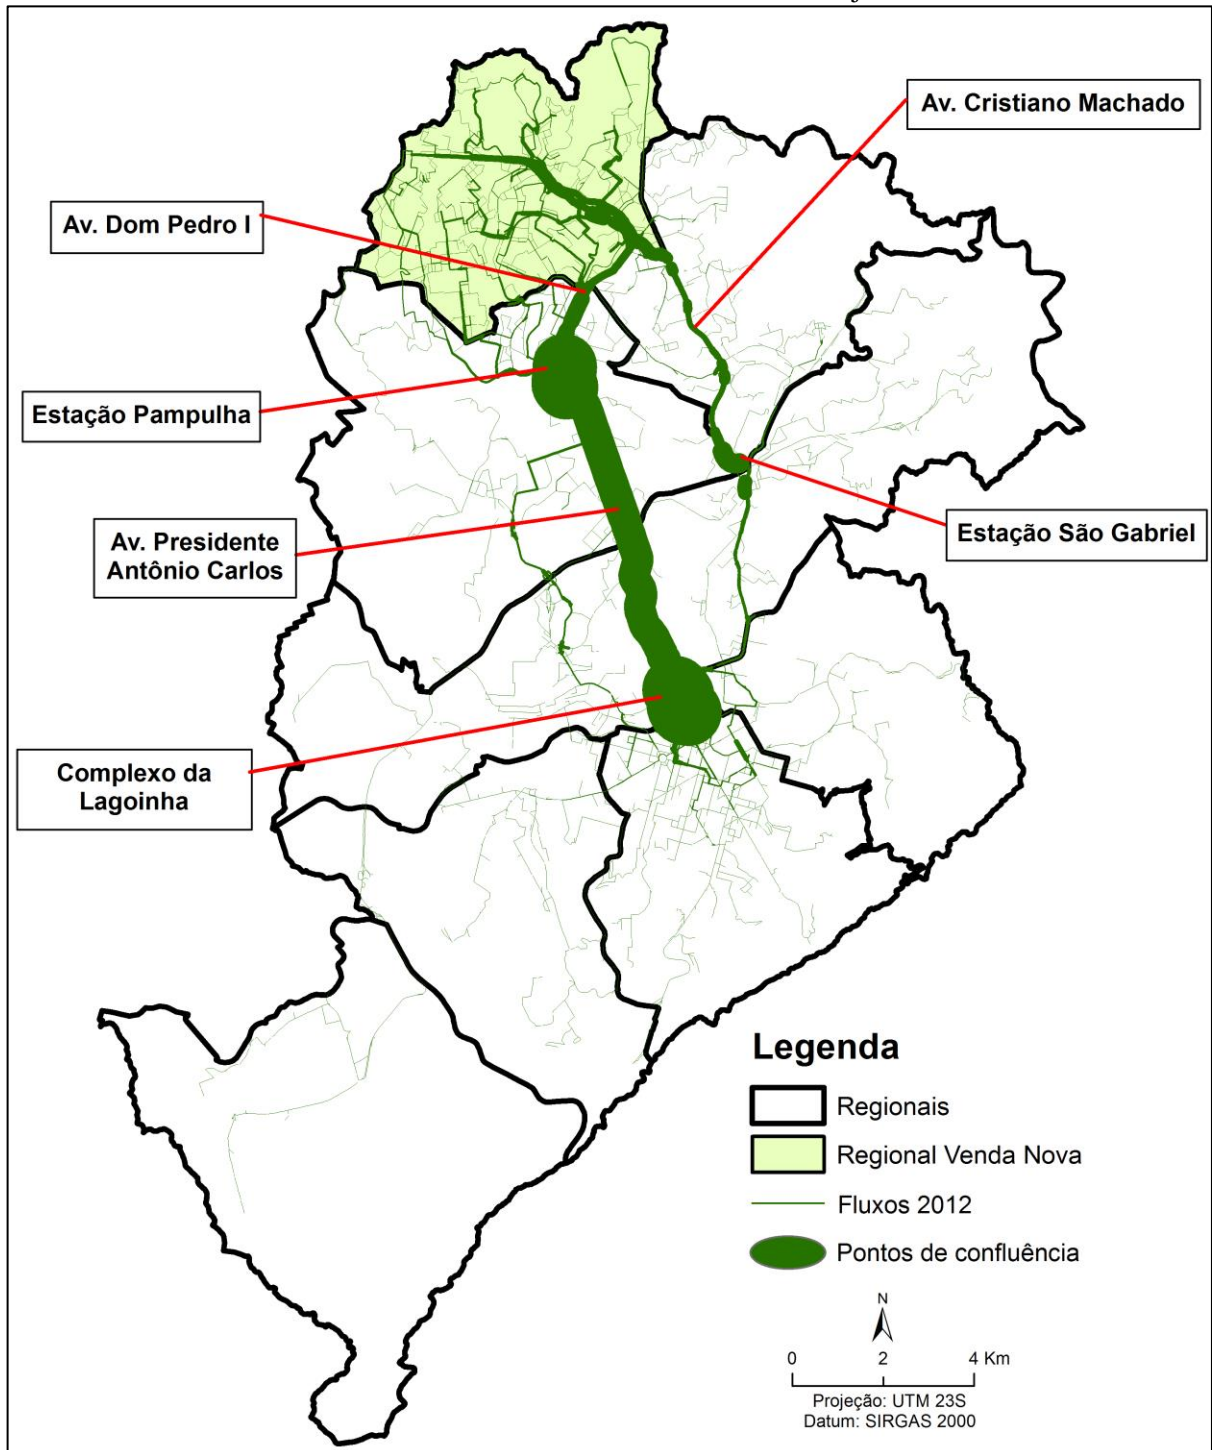 Av. Cristiano Machado
Av. Dom Pedro I
Estação Pampulha
Av. Presidente
Antônio Carlos
Estação São Gabriel
Complexo da
Lagoinha
Legenda
Regionais
Regional Venda Nova
Fluxos 2012
Pontos de confluência
N
0 2 4 Km
Projeção: UTM 23S
Datum: SIRGAS 2000